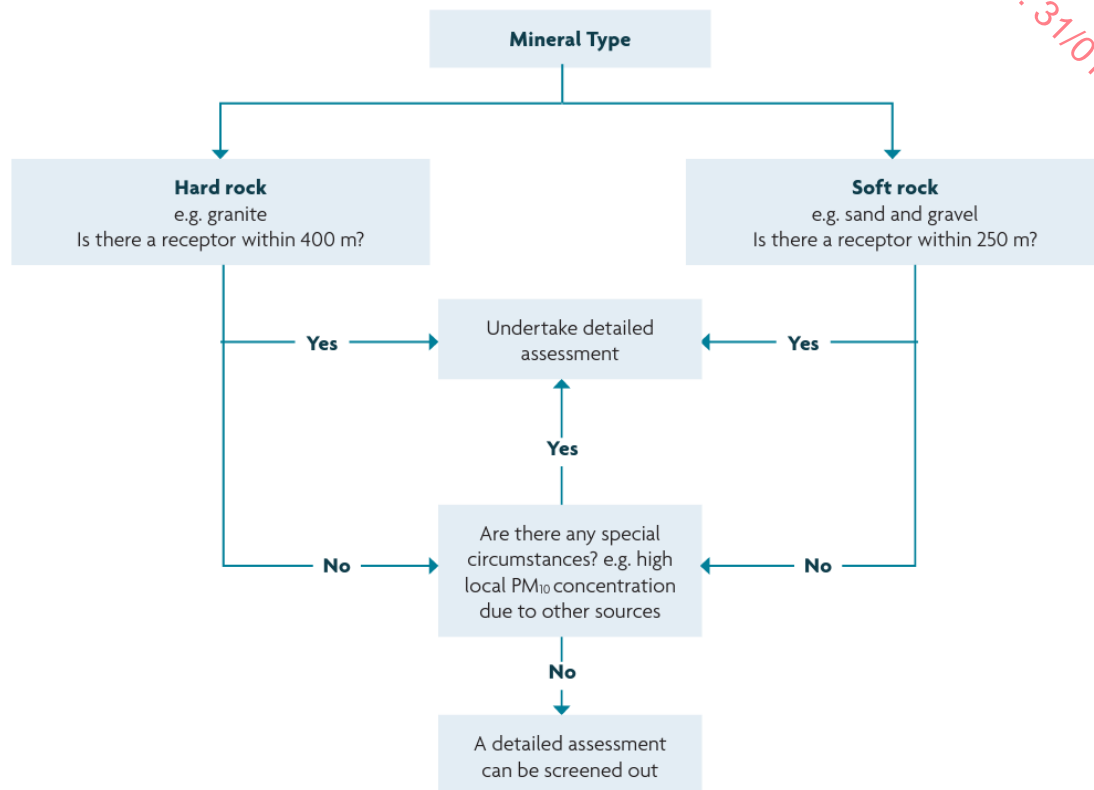 31/01
Mineral Type
Hard rock
e.g. granite
Is there a receptor within 400 m?
Soft rock
e.g. sand and gravel
Is there a receptor within 250 m?
Undertake detailed
assessment
Yes
Yes
Yes
Are there any special
circumstances? e.g. high
local PM₁₀ concentration
due to other sources
No
No
No
A detailed assessment
can be screened out